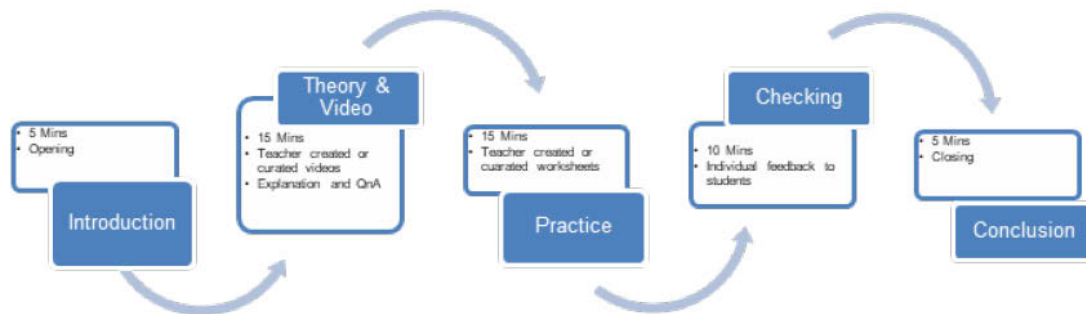 Introduction
• 5 Mins
• Opening
Theory &
Video
• 15 Mins
• Teacher created or
curated videos
• Explanation and QnA
Practice
• 15 Mins
• Teacher created or
cuarated worksheets
Checking
• 10 Mins
• Individual feedback to
students
Conclusion
• 5 Mins
• Closing